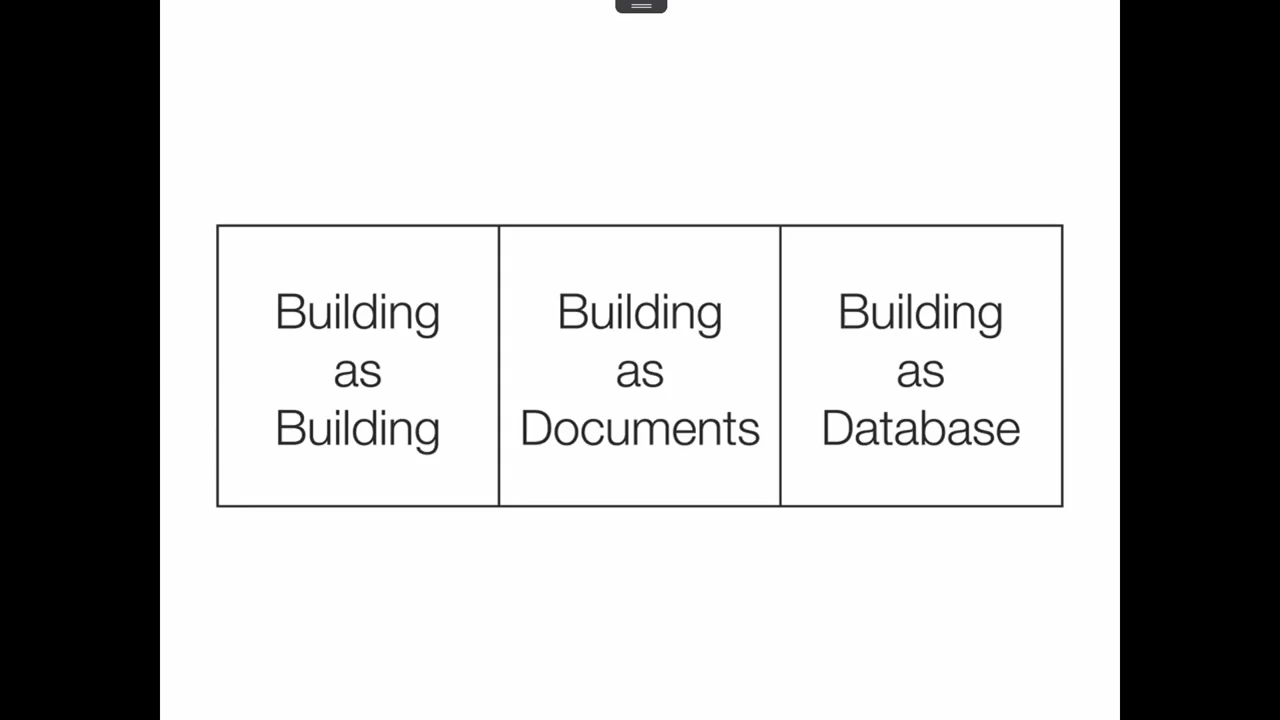 Building
as
Building
Building
as
Documents
Building
as
Database